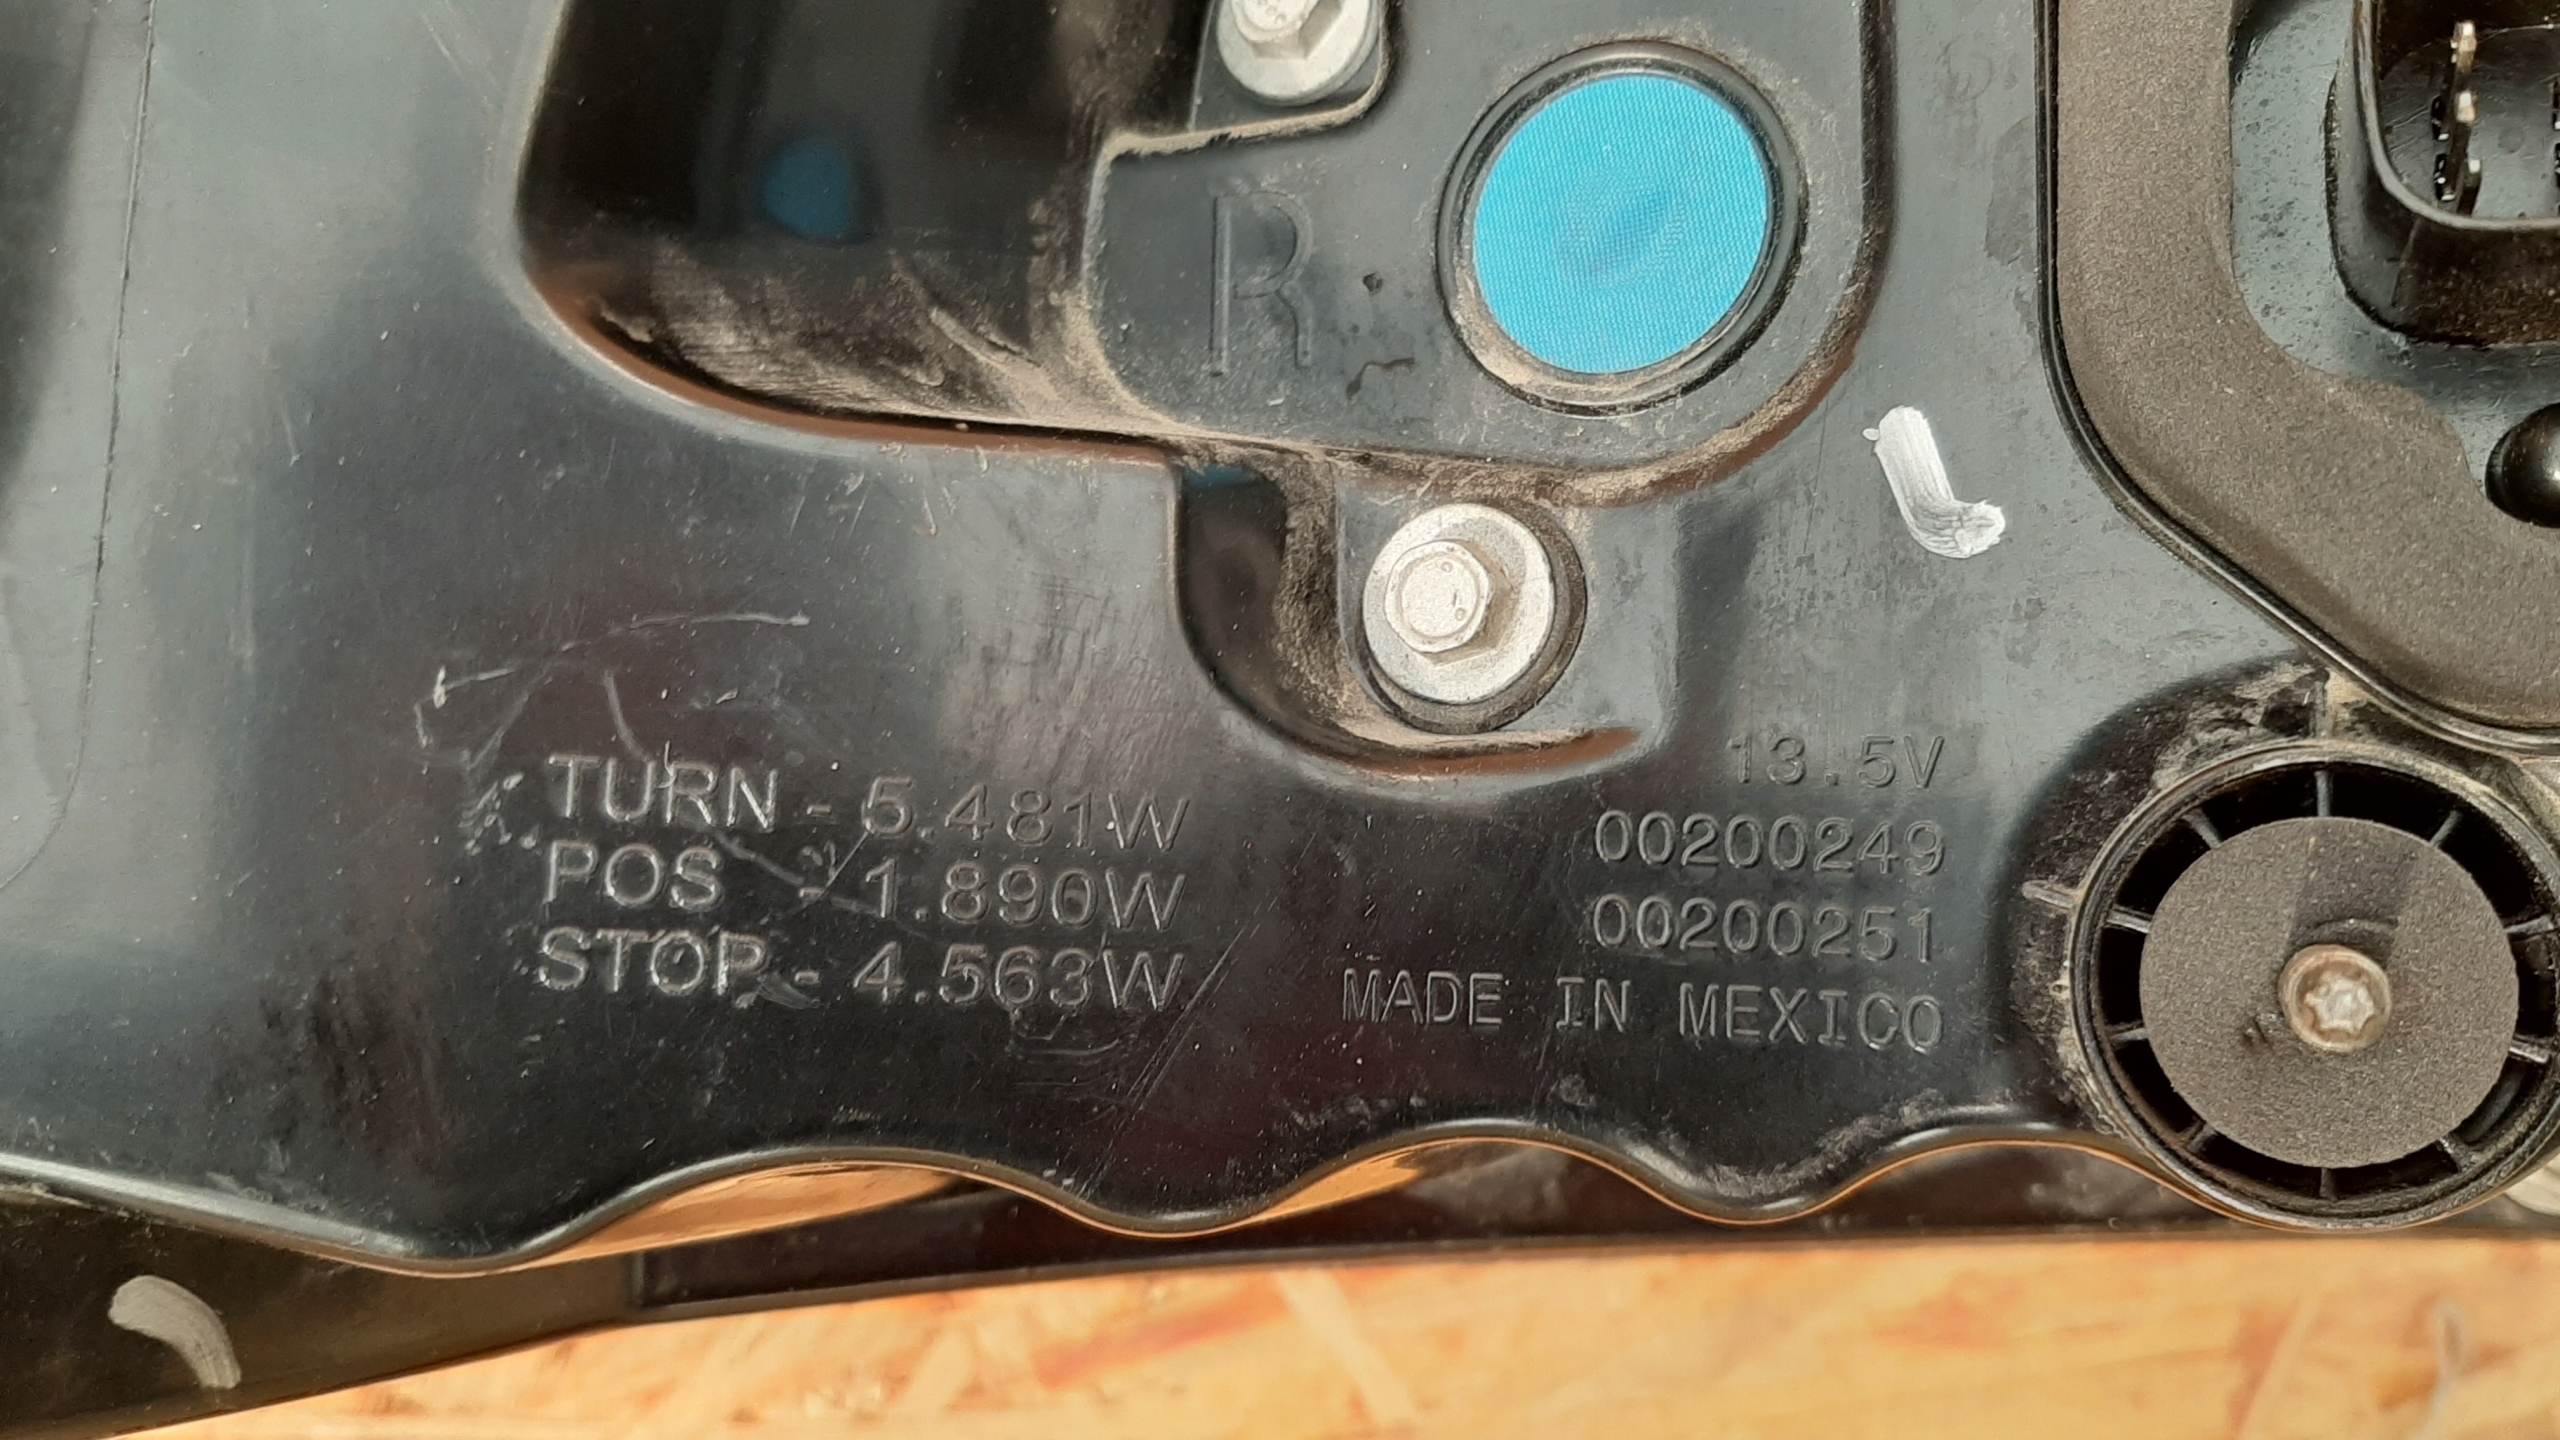 R
TURN - 5.481W
POS - 1.890W
STOP - 4.563W
13.5V
00200249
00200251
MADE IN MEXICO